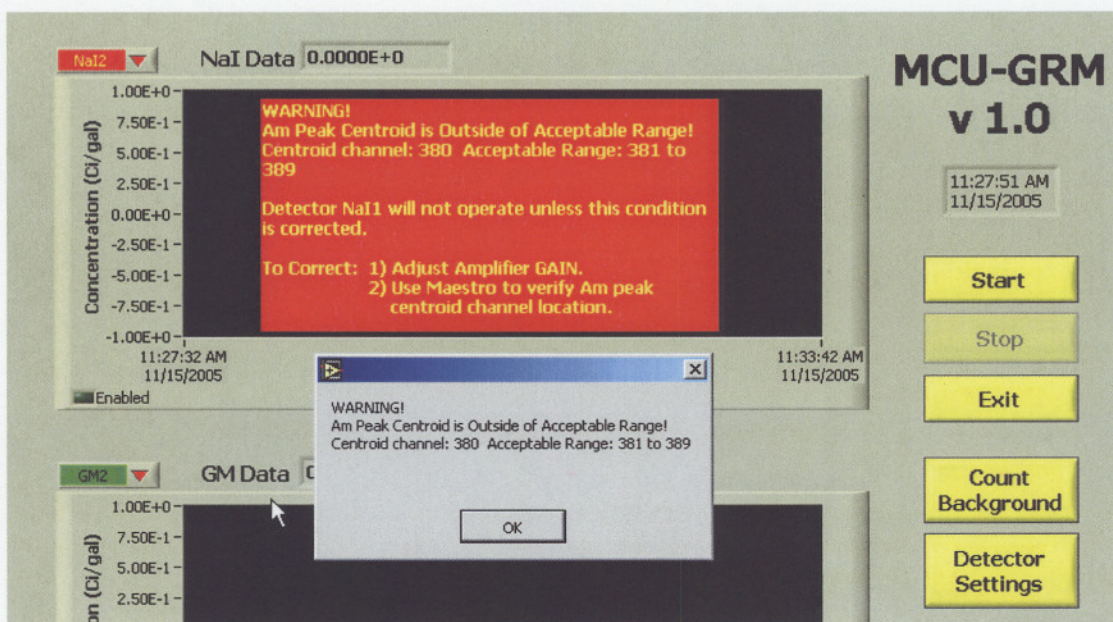 NaI2
NaI Data 0.0000E+0
MCU-GRM
v 1.0
11:27:51 AM
11/15/2005
Concentration (Ci/gal)
1.00E+0
7.50E-1
5.00E-1
2.50E-1
0.00E+0
-2.50E-1
-5.00E-1
-7.50E-1
-1.00E+0
WARNING!
Am Peak Centroid is Outside of Acceptable Range!
Centroid channel: 380 Acceptable Range: 381 to
389
Detector NaI1 will not operate unless this condition
is corrected.
To Correct: 1) Adjust Amplifier GAIN.
2) Use Maestro to verify Am peak
centroid channel location.
11:27:32 AM
11/15/2005
11:33:42 AM
11/15/2005
Enabled
Start
Stop
Exit
Count
Background
Detector
Settings
WARNING!
Am Peak Centroid is Outside of Acceptable Range!
Centroid channel: 380 Acceptable Range: 381 to 389
OK
GM2
GM Data
1.00E+0
7.50E-1
5.00E-1
2.50E-1
(Ci/gal)